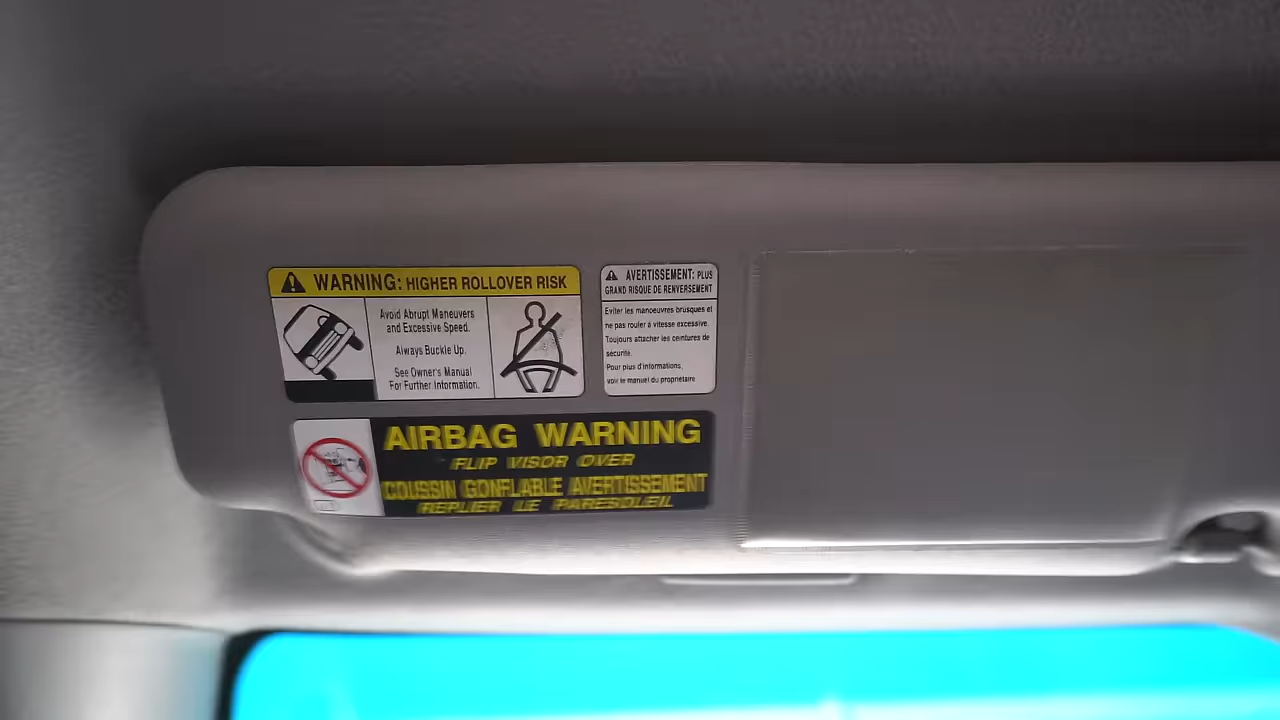 WARNING: HIGHER ROLLOVER RISK
Avoid Abrupt Maneuvers
and Excessive Speed.
Always Buckle Up.
See Owner's Manual
For Further Information.
AVERTISSEMENT: PLUS
GRAND RISQUE DE RENVERSEMENT
Eviter les manoeuvres brusques et
ne pas rouler à vitesse excessive.
Toujours attacher les ceintures de
sécurité.
Pour plus d'informations,
voir le manuel du propriétaire
AIRBAG WARNING
FLIP VISOR OVER
COUSSIN GONFLABLE AVERTISSEMENT
REPLIER LE PARESOLEIL